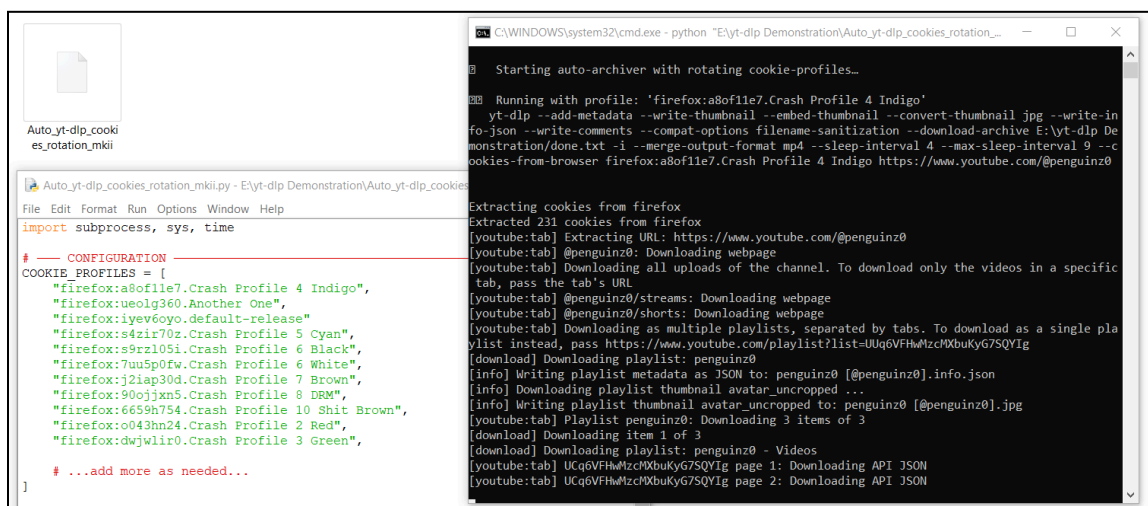 Auto_yt-dlp_cooki
es_rotation_mkii
Auto_yt-dlp_cookies_rotation_mkii.py - E:\yt-dlp Demonstration\Auto_yt-dlp_cookies
File Edit Format Run Options Window Help
import subprocess, sys, time
# —— CONFIGURATION ——
COOKIE_PROFILES = [
"firefox:a8of11e7.Crash Profile 4 Indigo",
"firefox:ueolg360.Another One",
"firefox:iyev6oyo.default-release"
"firefox:s4zir70z.Crash Profile 5 Cyan",
"firefox:s9rzl05i.Crash Profile 6 Black",
"firefox:7uu5p0fw.Crash Profile 6 White",
"firefox:j2iap30d.Crash Profile 7 Brown",
"firefox:90ojjxn5.Crash Profile 8 DRM",
"firefox:6659h754.Crash Profile 10 Shit Brown",
"firefox:o043hn24.Crash Profile 2 Red",
"firefox:dwjwlir0.Crash Profile 3 Green",
# ...add more as needed...
]
C:\WINDOWS\system32\cmd.exe - python "E:\yt-dlp Demonstration\Auto_yt-dlp_cookies_rotation_...
Starting auto-archiver with rotating cookie-profiles…
Running with profile: 'firefox:a8of11e7.Crash Profile 4 Indigo'
yt-dlp --add-metadata --write-thumbnail --embed-thumbnail --convert-thumbnail jpg --write-in
fo-json --write-comments --compat-options filename-sanitization --download-archive E:\yt-dlp De
monstration/done.txt -i --merge-output-format mp4 --sleep-interval 4 --max-sleep-interval 9 --c
ookies-from-browser firefox:a8of11e7.Crash Profile 4 Indigo https://www.youtube.com/@penguinz0
Extracting cookies from firefox
Extracted 231 cookies from firefox
[youtube:tab] Extracting URL: https://www.youtube.com/@penguinz0
[youtube:tab] @penguinz0: Downloading webpage
[youtube:tab] Downloading all uploads of the channel. To download only the videos in a specific
tab, pass the tab's URL
[youtube:tab] @penguinz0/streams: Downloading webpage
[youtube:tab] @penguinz0/shorts: Downloading webpage
[youtube:tab] Downloading as multiple playlists, separated by tabs. To download as a single pla
ylist instead, pass https://www.youtube.com/playlist?list=UUq6VFHwMzcMXbuKyG7SQYIg
[download] Downloading playlist: penguinz0
[info] Writing playlist metadata as JSON to: penguinz0 [@penguinz0].info.json
[info] Downloading playlist thumbnail avatar_uncropped ...
[info] Writing playlist thumbnail avatar_uncropped to: penguinz0 [@penguinz0].jpg
[youtube:tab] Playlist penguinz0: Downloading 3 items of 3
[download] Downloading item 1 of 3
[download] Downloading playlist: penguinz0 - Videos
[youtube:tab] UCq6VFHwMzcMXbuKyG7SQYIg page 1: Downloading API JSON
[youtube:tab] UCq6VFHwMzcMXbuKyG7SQYIg page 2: Downloading API JSON